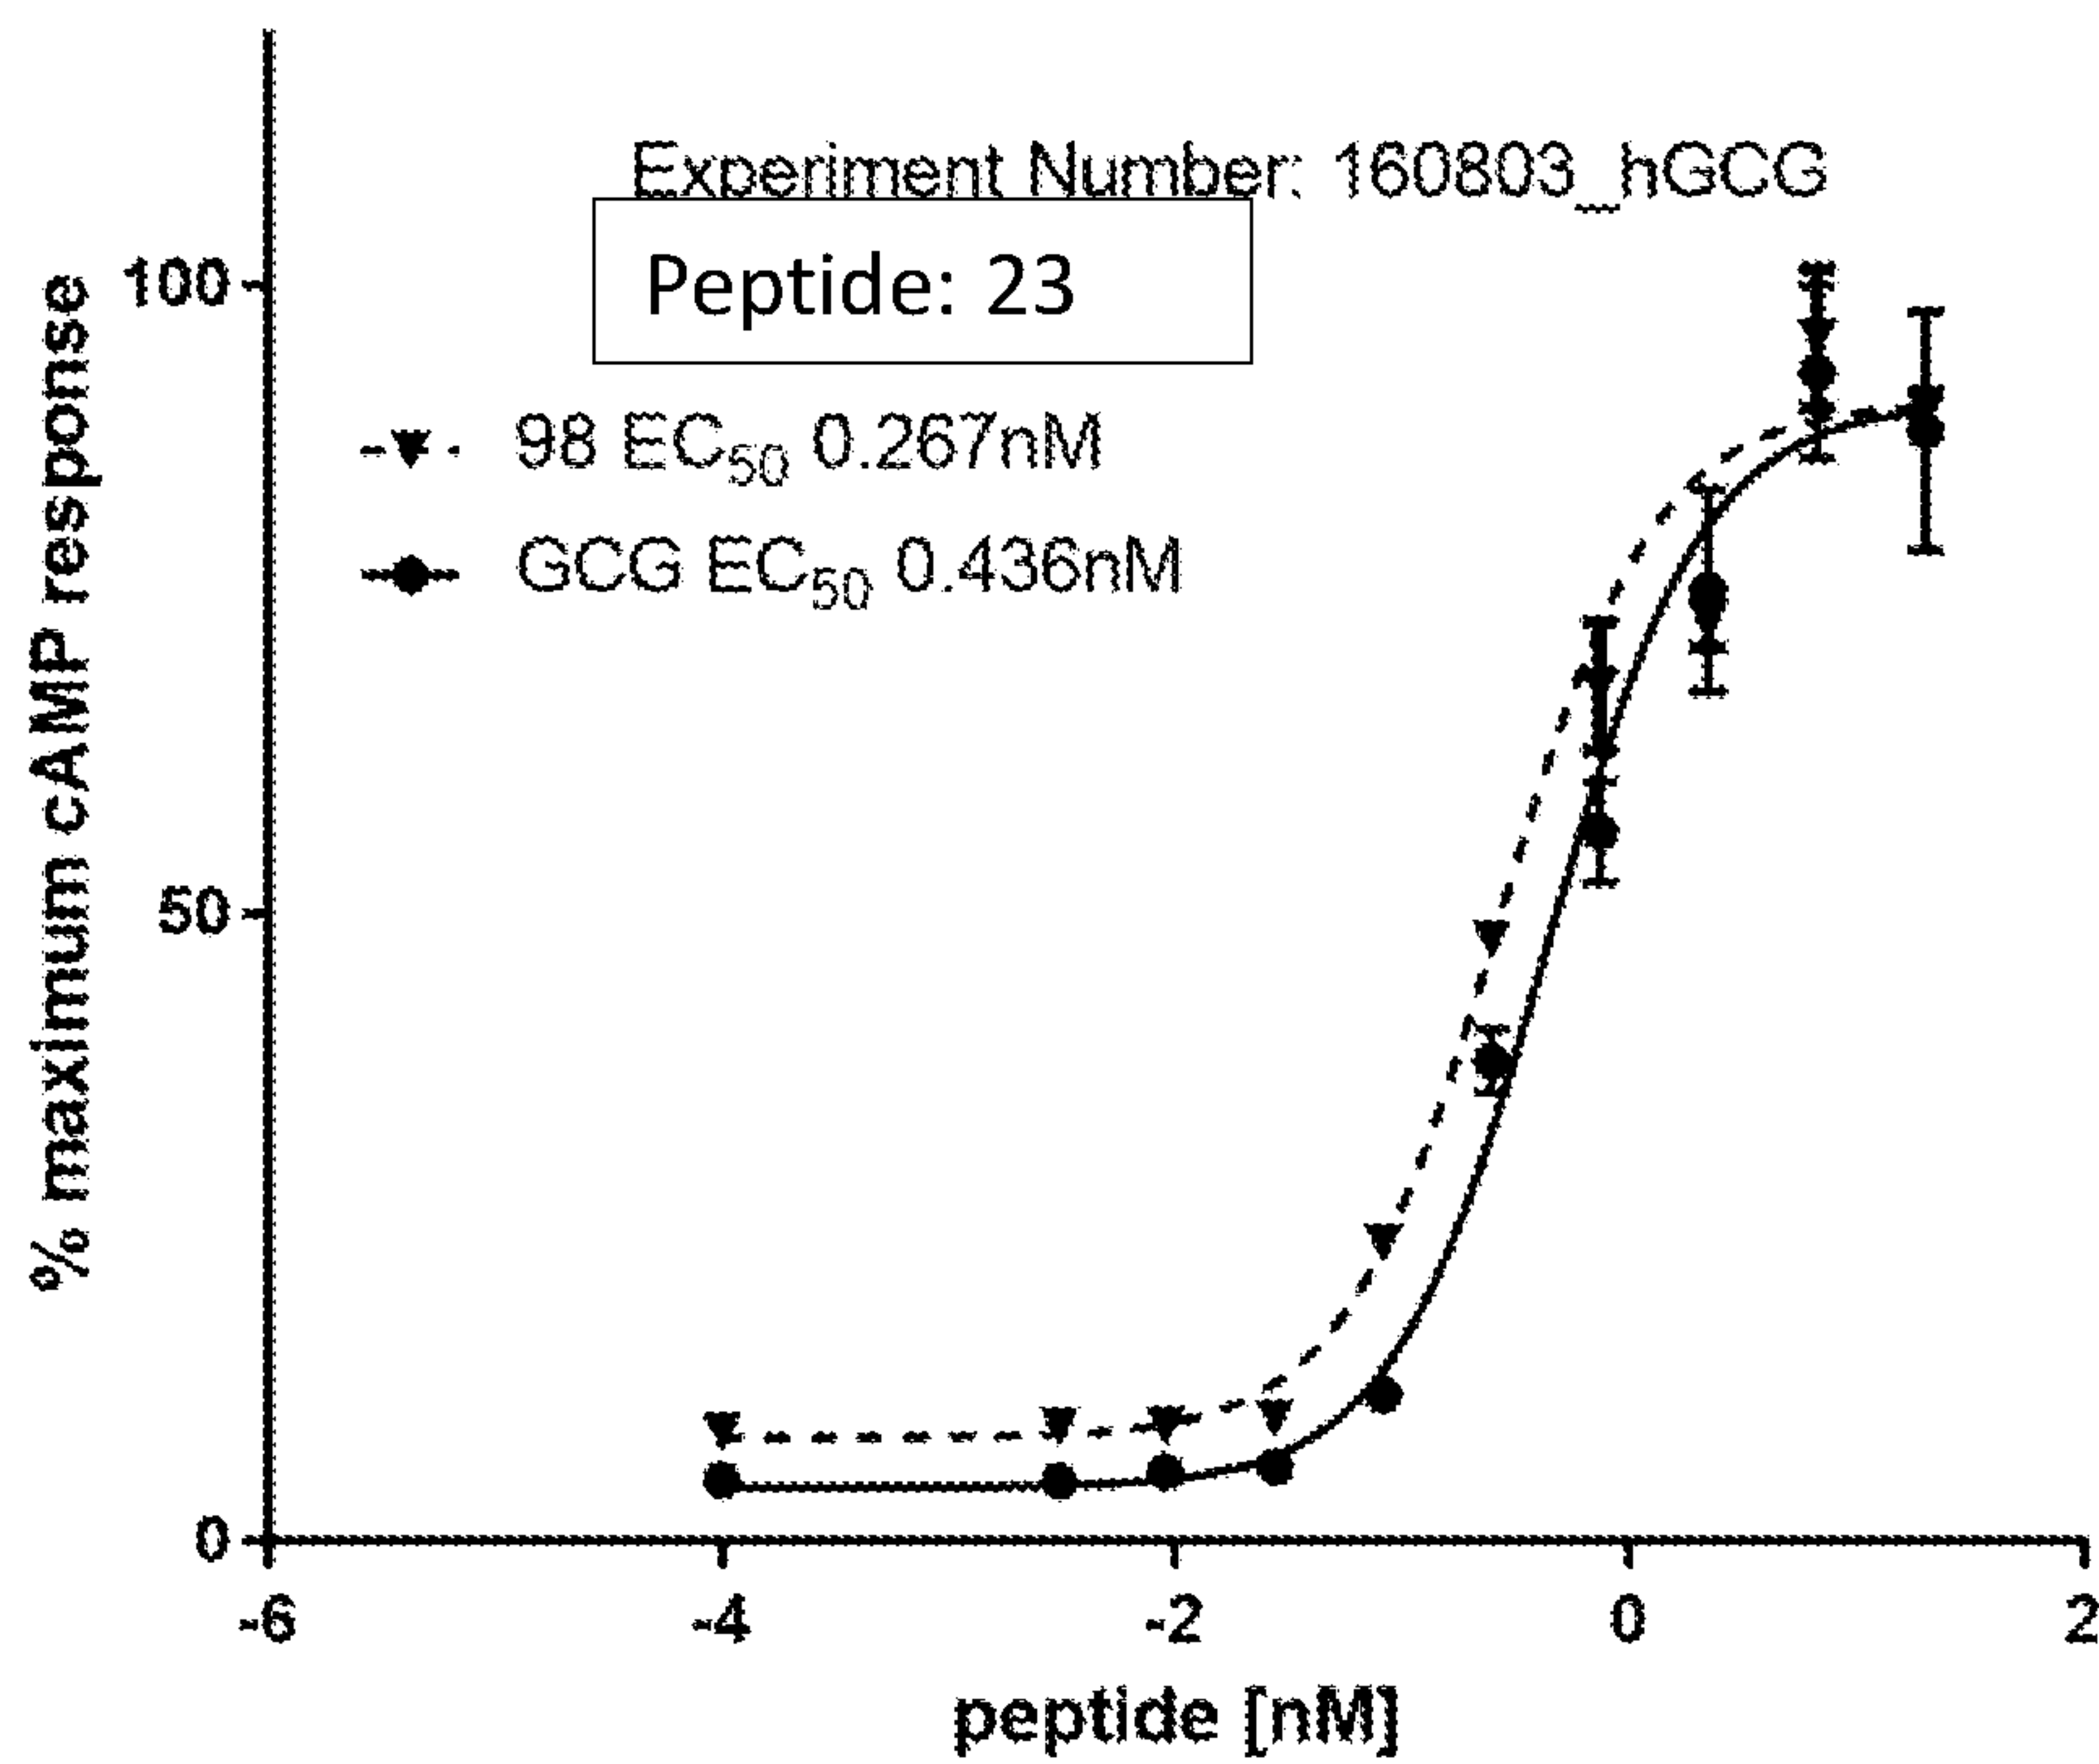 Experiment Number: 160803_hGCG
Peptide: 23
98 EC50 0.267nM
GCG EC50 0.436nM
% maximum cAMP response
100
50
0
-6 -4 -2 0 2
peptide [nM]